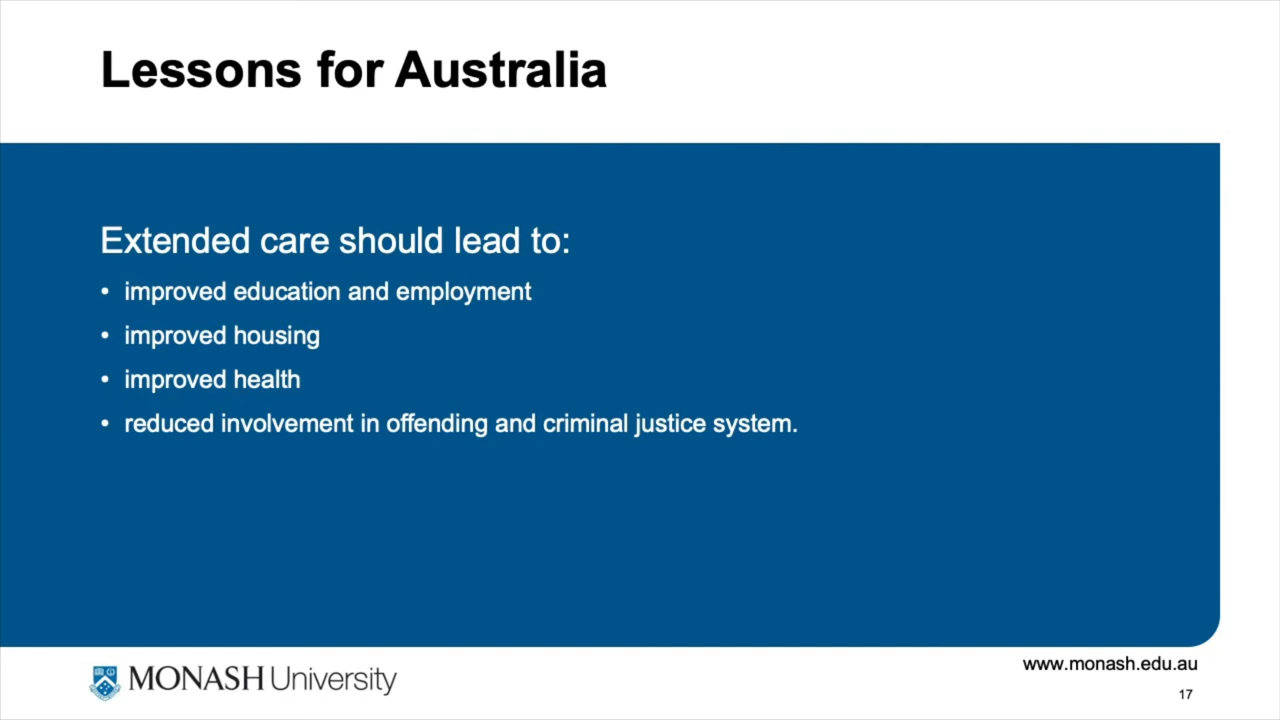 Lessons for Australia
Extended care should lead to:
• improved education and employment
• improved housing
• improved health
• reduced involvement in offending and criminal justice system.
MONASH University
www.monash.edu.au
17